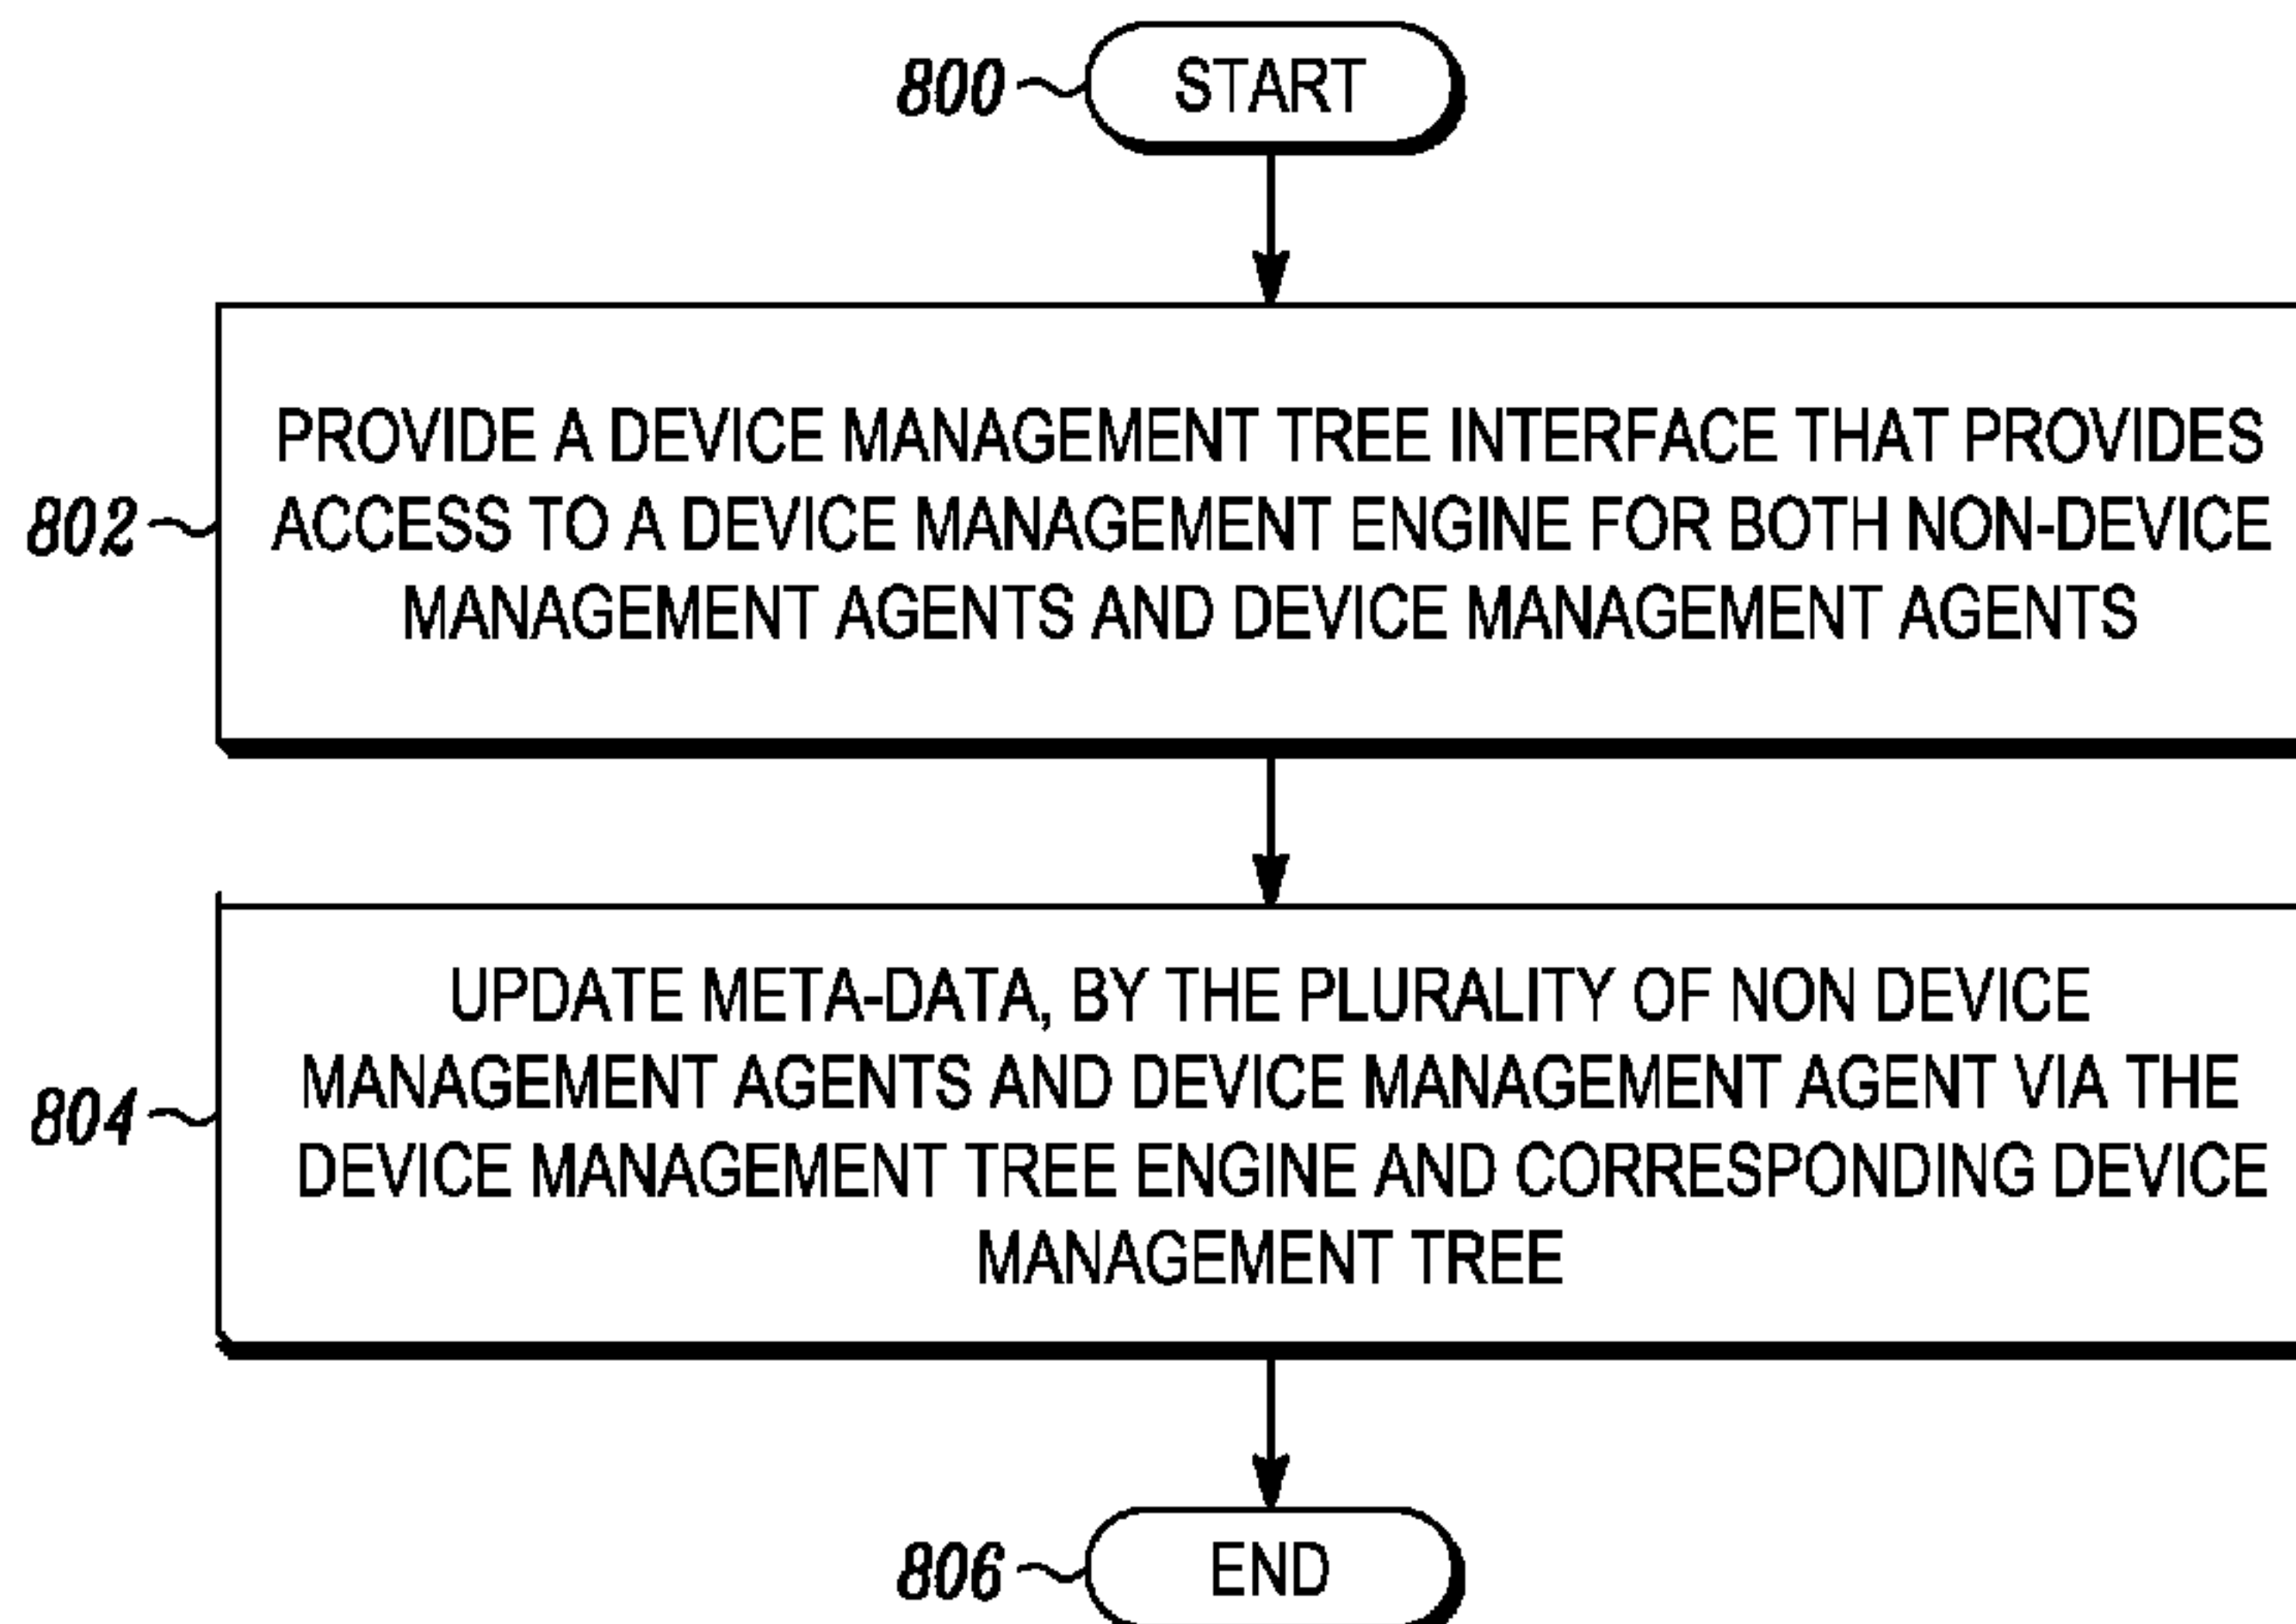 800 START
PROVIDE A DEVICE MANAGEMENT TREE INTERFACE THAT PROVIDES
802 ACCESS TO A DEVICE MANAGEMENT ENGINE FOR BOTH NON-DEVICE
MANAGEMENT AGENTS AND DEVICE MANAGEMENT AGENTS
UPDATE META-DATA, BY THE PLURALITY OF NON DEVICE
804 MANAGEMENT AGENTS AND DEVICE MANAGEMENT AGENT VIA THE
DEVICE MANAGEMENT TREE ENGINE AND CORRESPONDING DEVICE
MANAGEMENT TREE
806 END